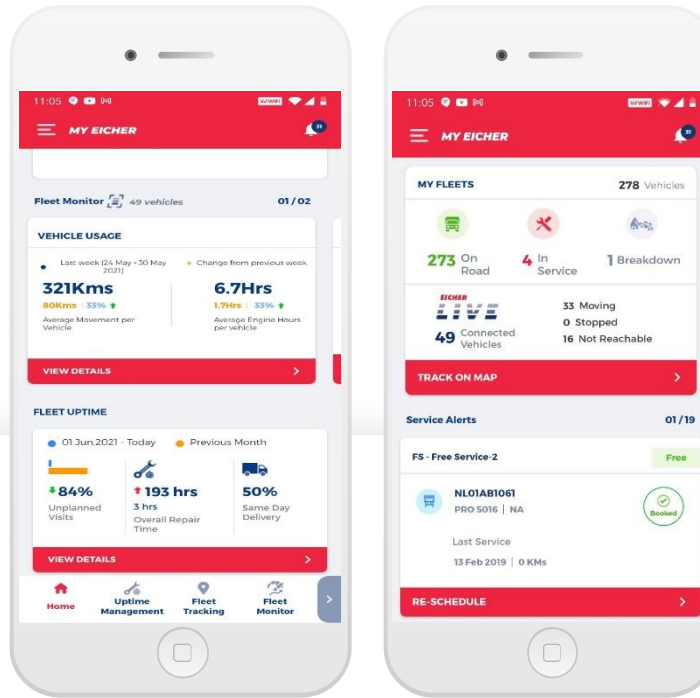 11:05
VoWiFi
MY EICHER
31
Fleet Monitor 49 vehicles 01 / 02
VEHICLE USAGE
Last week (24 May - 30 May 2021)
Change from previous week
321Kms
80Kms 33%
Average Movement per Vehicle
6.7Hrs
1.7Hrs 33%
Average Engine Hours per vehicle
VIEW DETAILS
FLEET UPTIME
01 Jun,2021 - Today
Previous Month
84%
Unplanned Visits
193 hrs
3 hrs
Overall Repair Time
50%
Same Day Delivery
VIEW DETAILS
Home
Uptime Management
Fleet Tracking
Fleet Monitor
11:05
VoWiFi
MY EICHER
31
MY FLEETS 278 Vehicles
273 On Road
4 In Service
1 Breakdown
EICHER
LIVE
49 Connected Vehicles
33 Moving
0 Stopped
16 Not Reachable
TRACK ON MAP
Service Alerts 01 / 19
FS - Free Service-2 Free
NL01AB1061
PRO 5016 | NA
Booked
Last Service
13 Feb 2019 | 0 KMs
RE-SCHEDULE